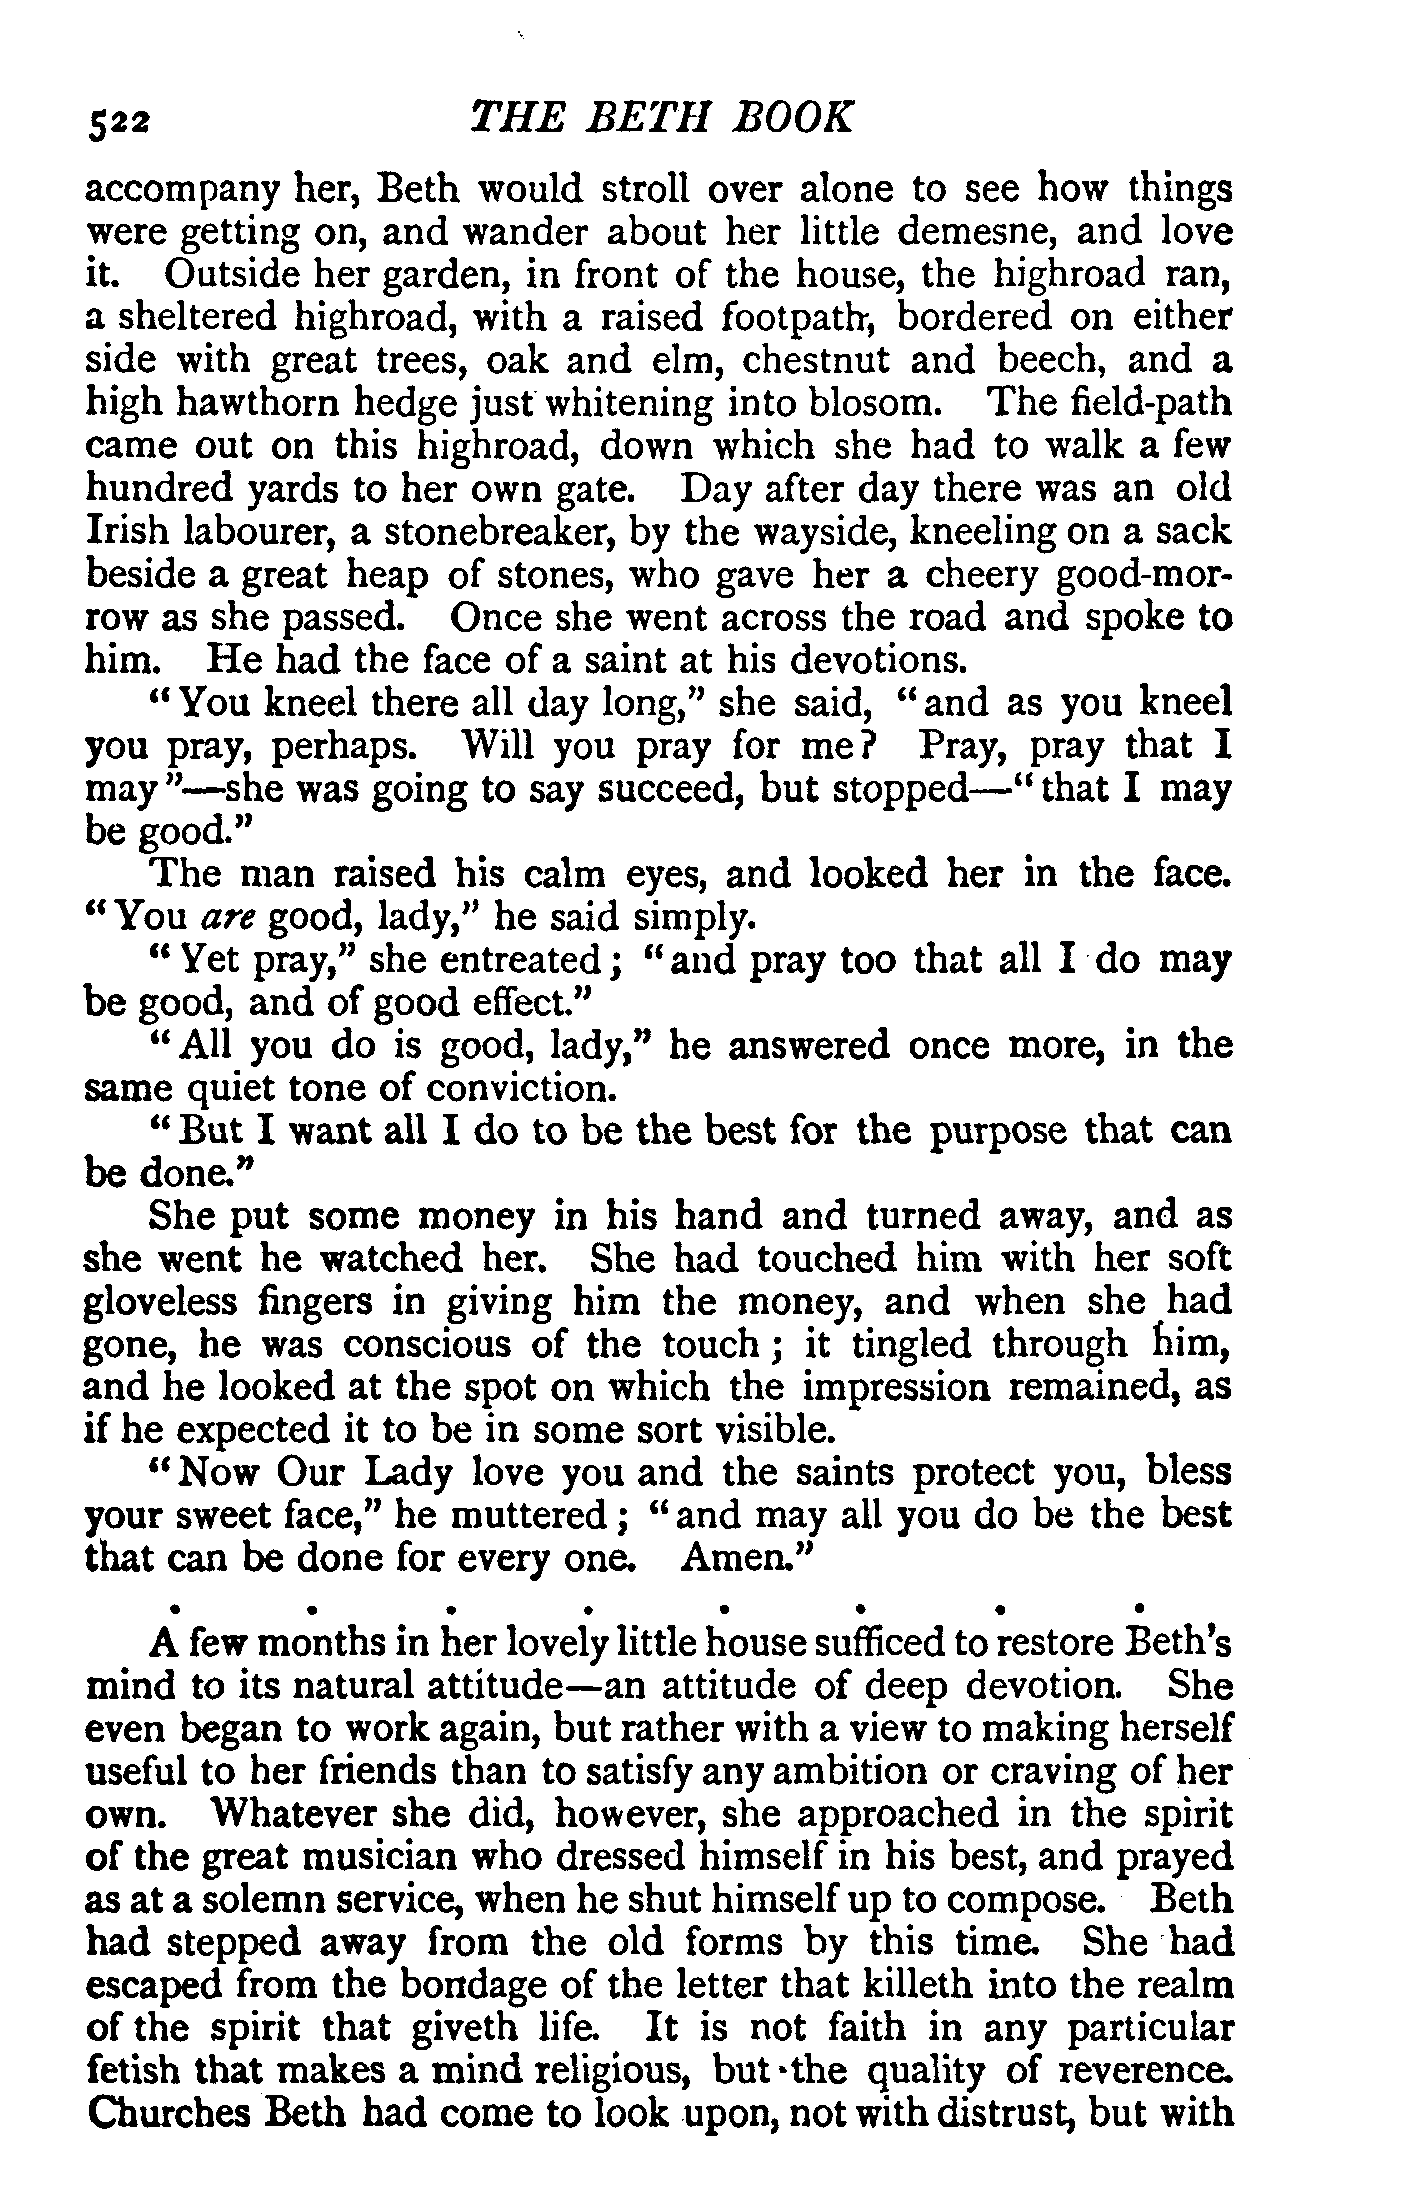 522 THE BETH BOOK
accompany her, Beth would stroll over alone to see how things
were getting on, and wander about her little demesne, and love
it. Outside her garden, in front of the house, the highroad ran,
a sheltered highroad, with a raised footpath, bordered on either
side with great trees, oak and elm, chestnut and beech, and a
high hawthorn hedge just whitening into blosom. The field-path
came out on this highroad, down which she had to walk a few
hundred yards to her own gate. Day after day there was an old
Irish labourer, a stonebreaker, by the wayside, kneeling on a sack
beside a great heap of stones, who gave her a cheery good-mor-
row as she passed. Once she went across the road and spoke to
him. He had the face of a saint at his devotions.
“You kneel there all day long,” she said, “and as you kneel
you pray, perhaps. Will you pray for me? Pray, pray that I
may”—she was going to say succeed, but stopped—“that I may
be good.”
The man raised his calm eyes, and looked her in the face.
“You are good, lady,” he said simply.
“Yet pray,” she entreated; “and pray too that all I do may
be good, and of good effect.”
“All you do is good, lady,” he answered once more, in the
same quiet tone of conviction.
“But I want all I do to be the best for the purpose that can
be done.”
She put some money in his hand and turned away, and as
she went he watched her. She had touched him with her soft
gloveless fingers in giving him the money, and when she had
gone, he was conscious of the touch; it tingled through him,
and he looked at the spot on which the impression remained, as
if he expected it to be in some sort visible.
“Now Our Lady love you and the saints protect you, bless
your sweet face,” he muttered; “and may all you do be the best
that can be done for every one. Amen.”
. . . . . . . .
A few months in her lovely little house sufficed to restore Beth’s
mind to its natural attitude—an attitude of deep devotion. She
even began to work again, but rather with a view to making herself
useful to her friends than to satisfy any ambition or craving of her
own. Whatever she did, however, she approached in the spirit
of the great musician who dressed himself in his best, and prayed
as at a solemn service, when he shut himself up to compose. Beth
had stepped away from the old forms by this time. She had
escaped from the bondage of the letter that killeth into the realm
of the spirit that giveth life. It is not faith in any particular
fetish that makes a mind religious, but the quality of reverence.
Churches Beth had come to look upon, not with distrust, but with